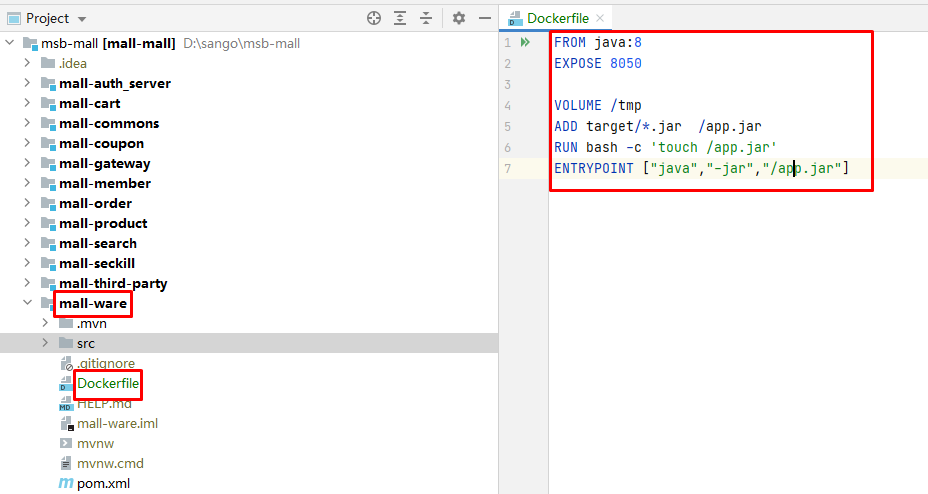 Project
msb-mall [mall-mall] D:\sango\msb-mall
.idea
mall-auth_server
mall-cart
mall-commons
mall-coupon
mall-gateway
mall-member
mall-order
mall-product
mall-search
mall-seckill
mall-third-party
mall-ware
.mvn
src
.gitignore
Dockerfile
HELP.md
mall-ware.iml
mvnw
mvnw.cmd
pom.xml
Dockerfile
1 FROM java:8
2 EXPOSE 8050
3
4 VOLUME /tmp
5 ADD target/*.jar  /app.jar
6 RUN bash -c 'touch /app.jar'
7 ENTRYPOINT ["java","-jar","/app.jar"]